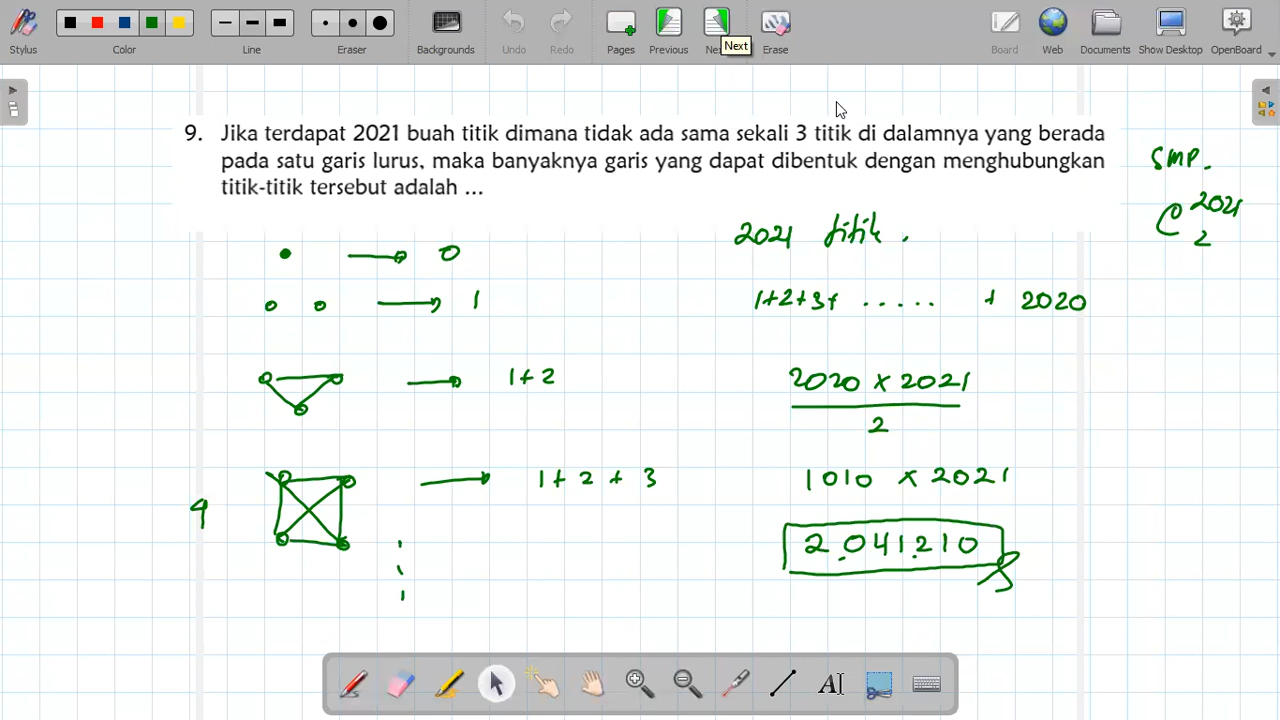 Stylus Color Line Eraser Backgrounds Undo Redo Pages Previous Next Erase Board Web Documents Show Desktop OpenBoard
Next
9. Jika terdapat 2021 buah titik dimana tidak ada sama sekali 3 titik di dalamnya yang berada
pada satu garis lurus, maka banyaknya garis yang dapat dibentuk dengan menghubungkan
titik-titik tersebut adalah ...
SMP.
C 2021 2
2021 titik.
0
1
1+2+3+ ..... + 2020
1+2
2020 x 2021
2
4
1+2+3
1010 x 2021
2.041.210
AI